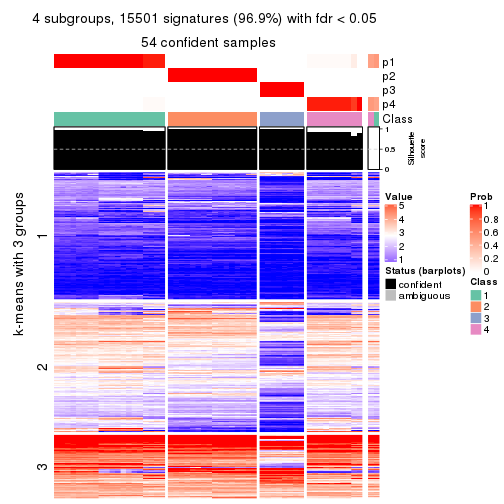 4 subgroups, 15501 signatures (96.9%) with fdr < 0.05
54 confident samples
p1
p2
p3
p4
Class
1
0.5
0
Silhouette
score
k-means with 3 groups
1
2
3
Value
5
4
3
2
1
Status (barplots)
confident
ambiguous
Prob
1
0.8
0.6
0.4
0.2
0
Class
1
2
3
4